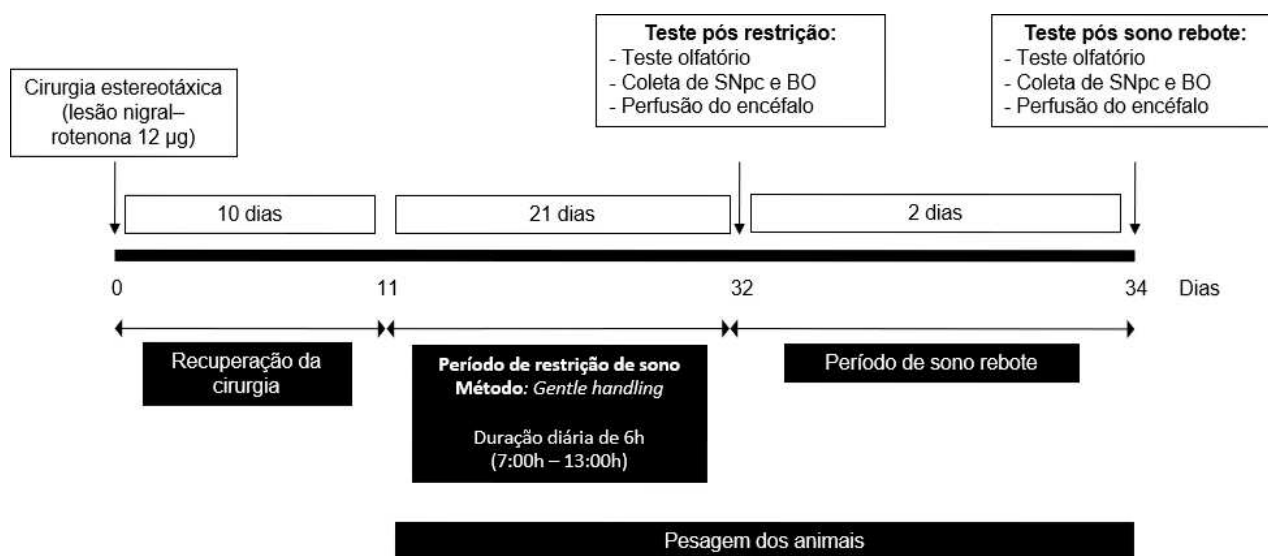 Cirurgia estereotáxica
(lesão nigral–
rotenona 12 µg)
Teste pós restrição:
- Teste olfatório
- Coleta de SNpc e BO
- Perfusão do encéfalo
Teste pós sono rebote:
- Teste olfatório
- Coleta de SNpc e BO
- Perfusão do encéfalo
10 dias
21 dias
2 dias
0
11
32
34
Dias
Recuperação da
cirurgia
Período de restrição de sono
Método: Gentle handling
Duração diária de 6h
(7:00h – 13:00h)
Período de sono rebote
Pesagem dos animais